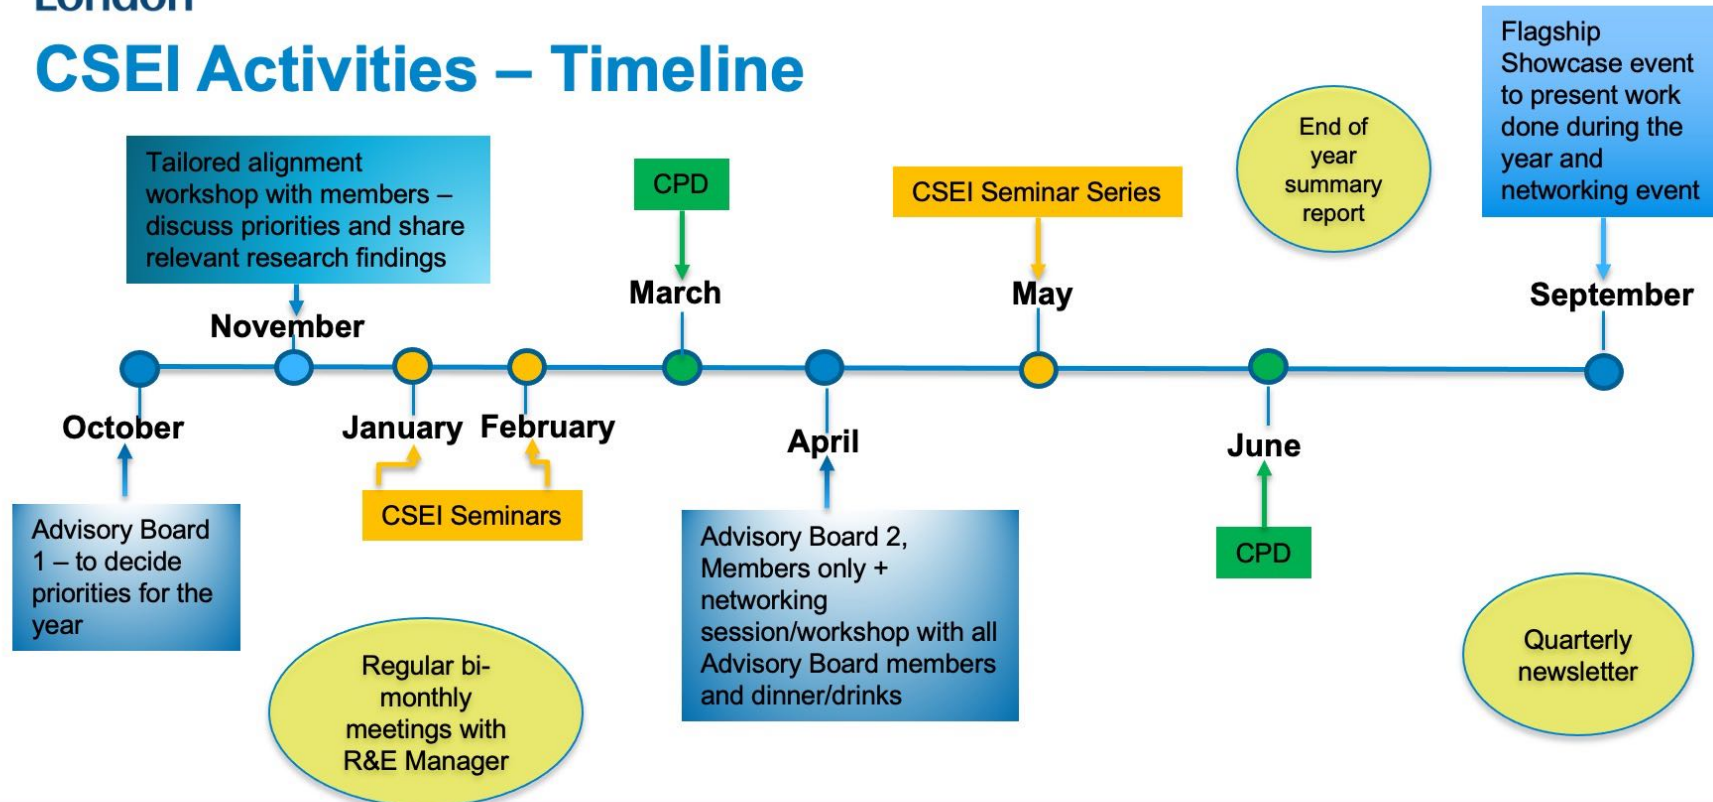 London
CSEI Activities – Timeline
Flagship
Showcase event
to present work
done during the
year and
networking event
End of
year
summary
report
Tailored alignment
workshop with members –
discuss priorities and share
relevant research findings
CPD
CSEI Seminar Series
November
March
May
September
October
January
February
April
June
CSEI Seminars
Advisory Board
1 – to decide
priorities for the
year
Advisory Board 2,
Members only +
networking
session/workshop with all
Advisory Board members
and dinner/drinks
CPD
Regular bi-
monthly
meetings with
R&E Manager
Quarterly
newsletter